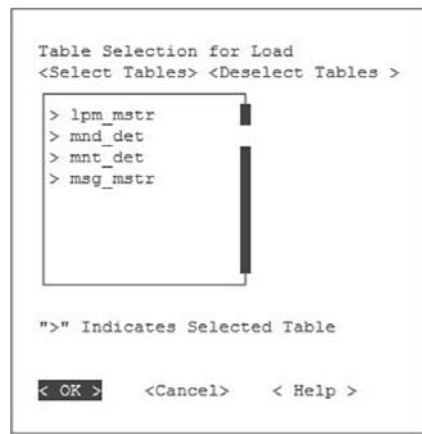 Table Selection for Load
<Select Tables> <Deselect Tables >
> lpm_mstr
> mnd_det
> mnt_det
> msg_mstr
">" Indicates Selected Table
< OK > <Cancel> < Help >